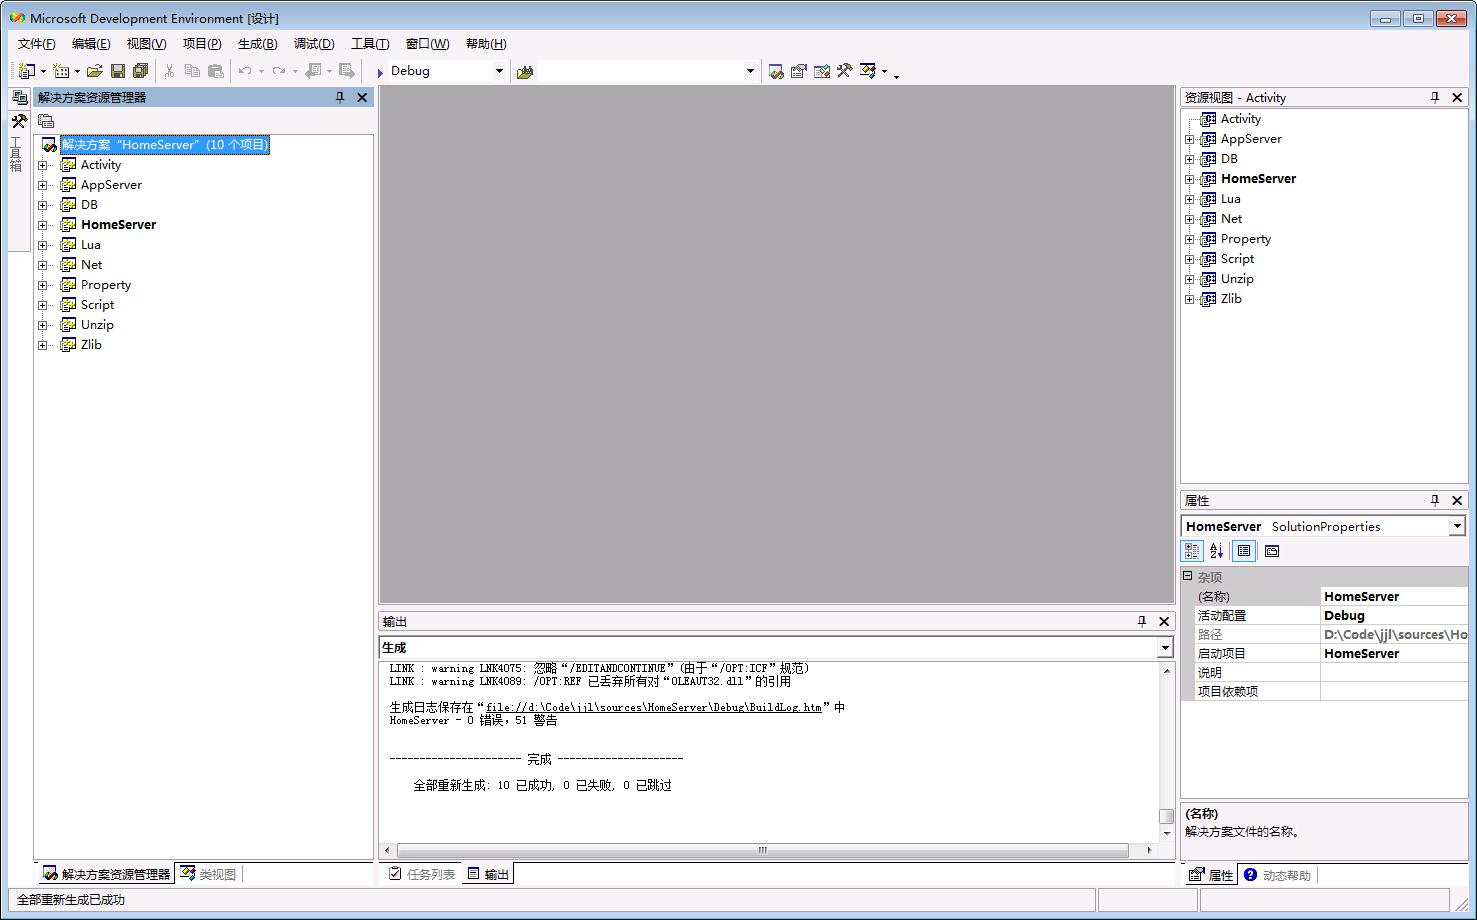 Microsoft Development Environment [设计]
文件(F) 编辑(E) 视图(V) 项目(P) 生成(B) 调试(D) 工具(T) 窗口(W) 帮助(H)
Debug
解决方案资源管理器
工具箱
解决方案“HomeServer”(10 个项目)
Activity
AppServer
DB
HomeServer
Lua
Net
Property
Script
Unzip
Zlib
解决方案资源管理器 类视图
输出
生成
LINK : warning LNK4075: 忽略“/EDITANDCONTINUE”(由于“/OPT:ICF”规范)
LINK : warning LNK4089: /OPT:REF 已丢弃所有对“OLEAUT32.dll”的引用
生成日志保存在“file://d:\Code\jjl\sources\HomeServer\Debug\BuildLog.htm”中
HomeServer - 0 错误，51 警告
---------------------- 完成 ---------------------
全部重新生成: 10 已成功, 0 已失败, 0 已跳过
任务列表 输出
资源视图 - Activity
Activity
AppServer
DB
HomeServer
Lua
Net
Property
Script
Unzip
Zlib
属性
HomeServer SolutionProperties
杂项
(名称) HomeServer
活动配置 Debug
路径 D:\Code\jjl\sources\Ho
启动项目 HomeServer
说明
项目依赖项
(名称)
解决方案文件的名称。
属性 动态帮助
全部重新生成已成功